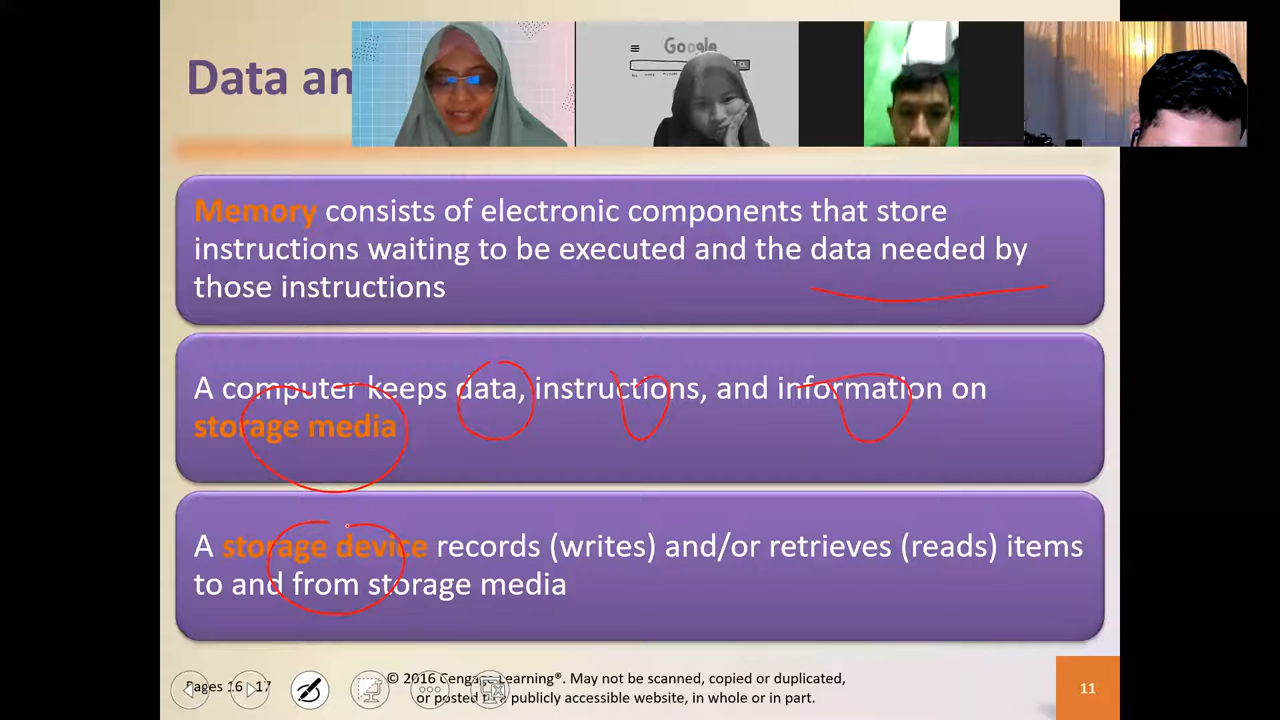 Data an
Google
Memory consists of electronic components that store
instructions waiting to be executed and the data needed by
those instructions
A computer keeps data, instructions, and information on
storage media
A storage device records (writes) and/or retrieves (reads) items
to and from storage media
Pages 16 17
© 2016 Cengage Learning®. May not be scanned, copied or duplicated,
or posted publicly accessible website, in whole or in part.
11